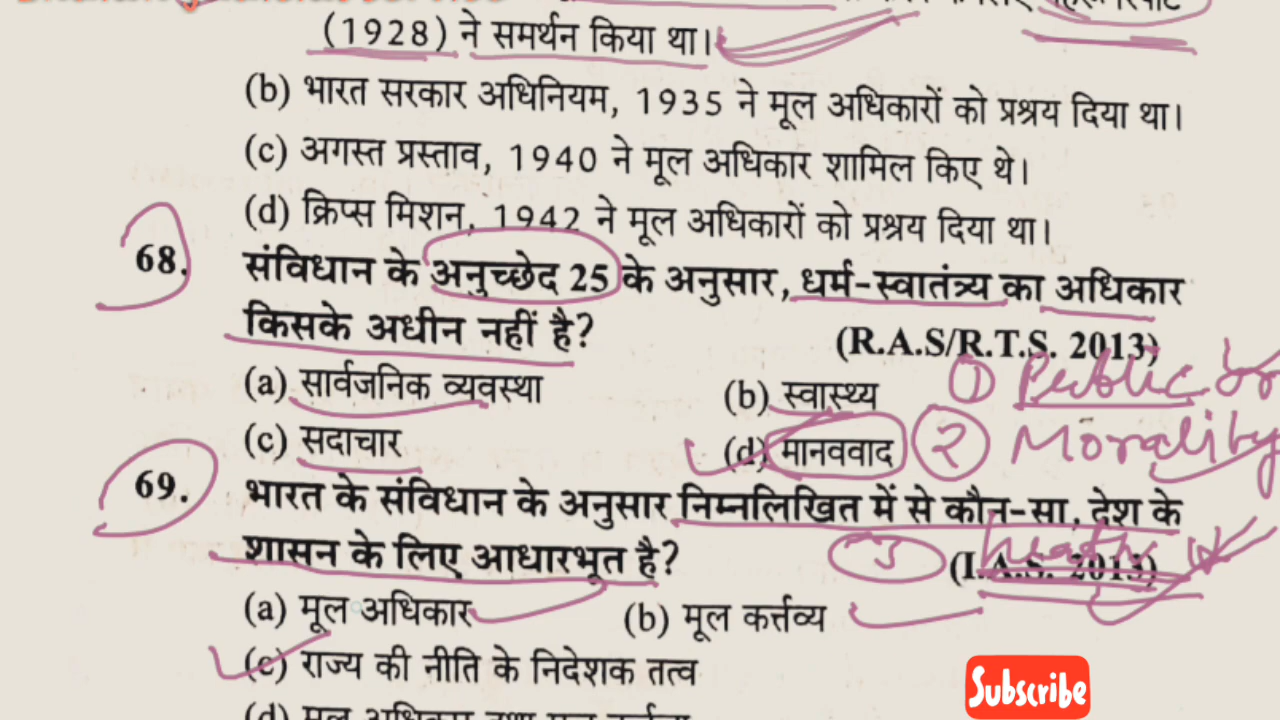 (1928) ने समर्थन किया था।
(b) भारत सरकार अधिनियम, 1935 ने मूल अधिकारों को प्रश्रय दिया था।
(c) अगस्त प्रस्ताव, 1940 ने मूल अधिकार शामिल किए थे।
(d) क्रिप्स मिशन, 1942 ने मूल अधिकारों को प्रश्रय दिया था।
68. संविधान के अनुच्छेद 25 के अनुसार, धर्म-स्वातंत्र्य का अधिकार
किसके अधीन नहीं है? (R.A.S/R.T.S. 2013)
(a) सार्वजनिक व्यवस्था (b) स्वास्थ्य ① Public
(c) सदाचार (d) मानववाद ② Morality
69. भारत के संविधान के अनुसार निम्नलिखित में से कौन-सा, देश के
शासन के लिए आधारभूत है? ③ (I.A.S. 2013)
(a) मूल अधिकार (b) मूल कर्त्तव्य
(c) राज्य की नीति के निदेशक तत्व
Subscribe